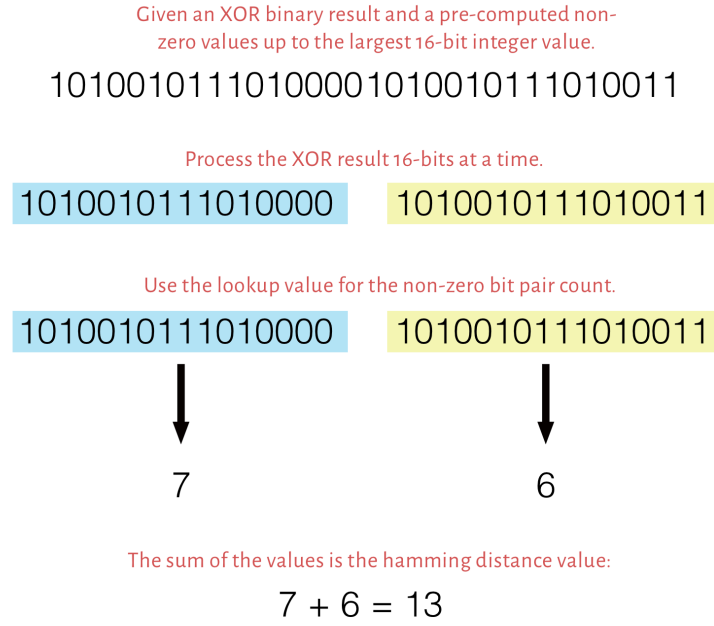 Given an XOR binary result and a pre-computed non-
zero values up to the largest 16-bit integer value.
10100101110100001010010111010011
Process the XOR result 16-bits at a time.
1010010111010000 1010010111010011
Use the lookup value for the non-zero bit pair count.
1010010111010000 1010010111010011
7 6
The sum of the values is the hamming distance value:
7 + 6 = 13